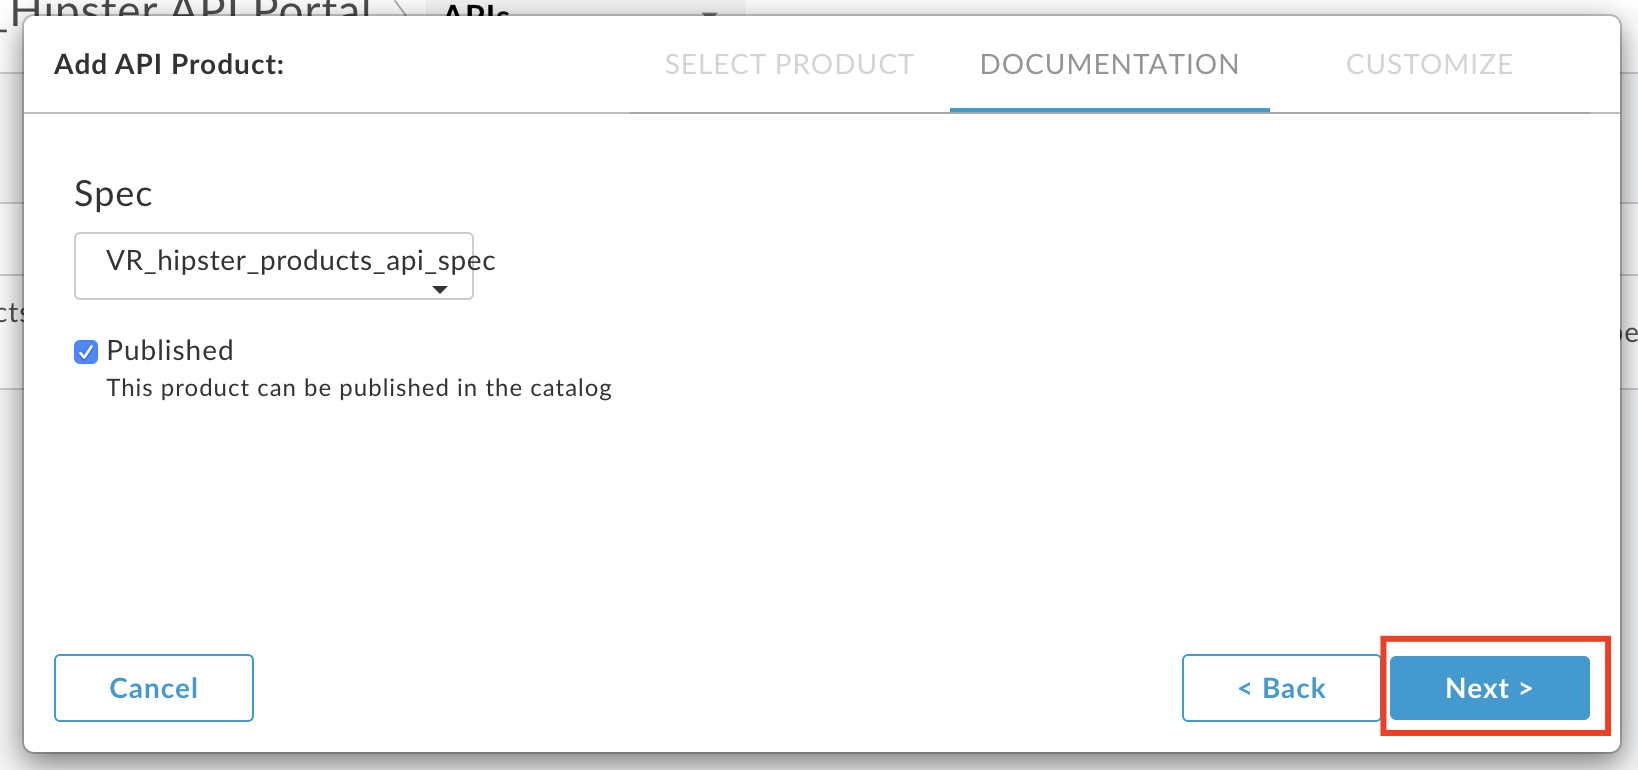 _Hipster API Portal
APIs
Add API Product:
SELECT PRODUCT
DOCUMENTATION
CUSTOMIZE
Spec
VR_hipster_products_api_spec
Published
This product can be published in the catalog
Cancel
< Back
Next >